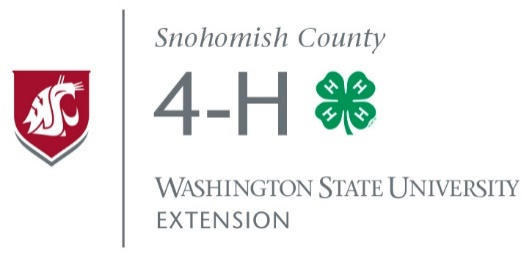 Snohomish County
4-H
H H
H H
WASHINGTON STATE UNIVERSITY
EXTENSION